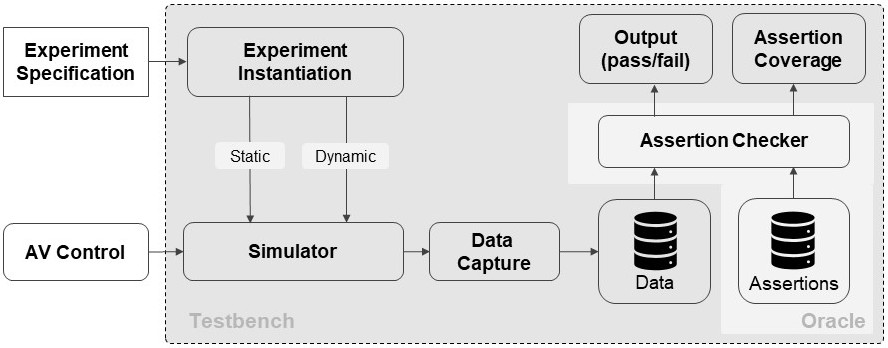 Experiment
Specification
Experiment
Instantiation
Output
(pass/fail)
Assertion
Coverage
Static
Dynamic
Assertion Checker
AV Control
Simulator
Data
Capture
Data
Assertions
Testbench
Oracle